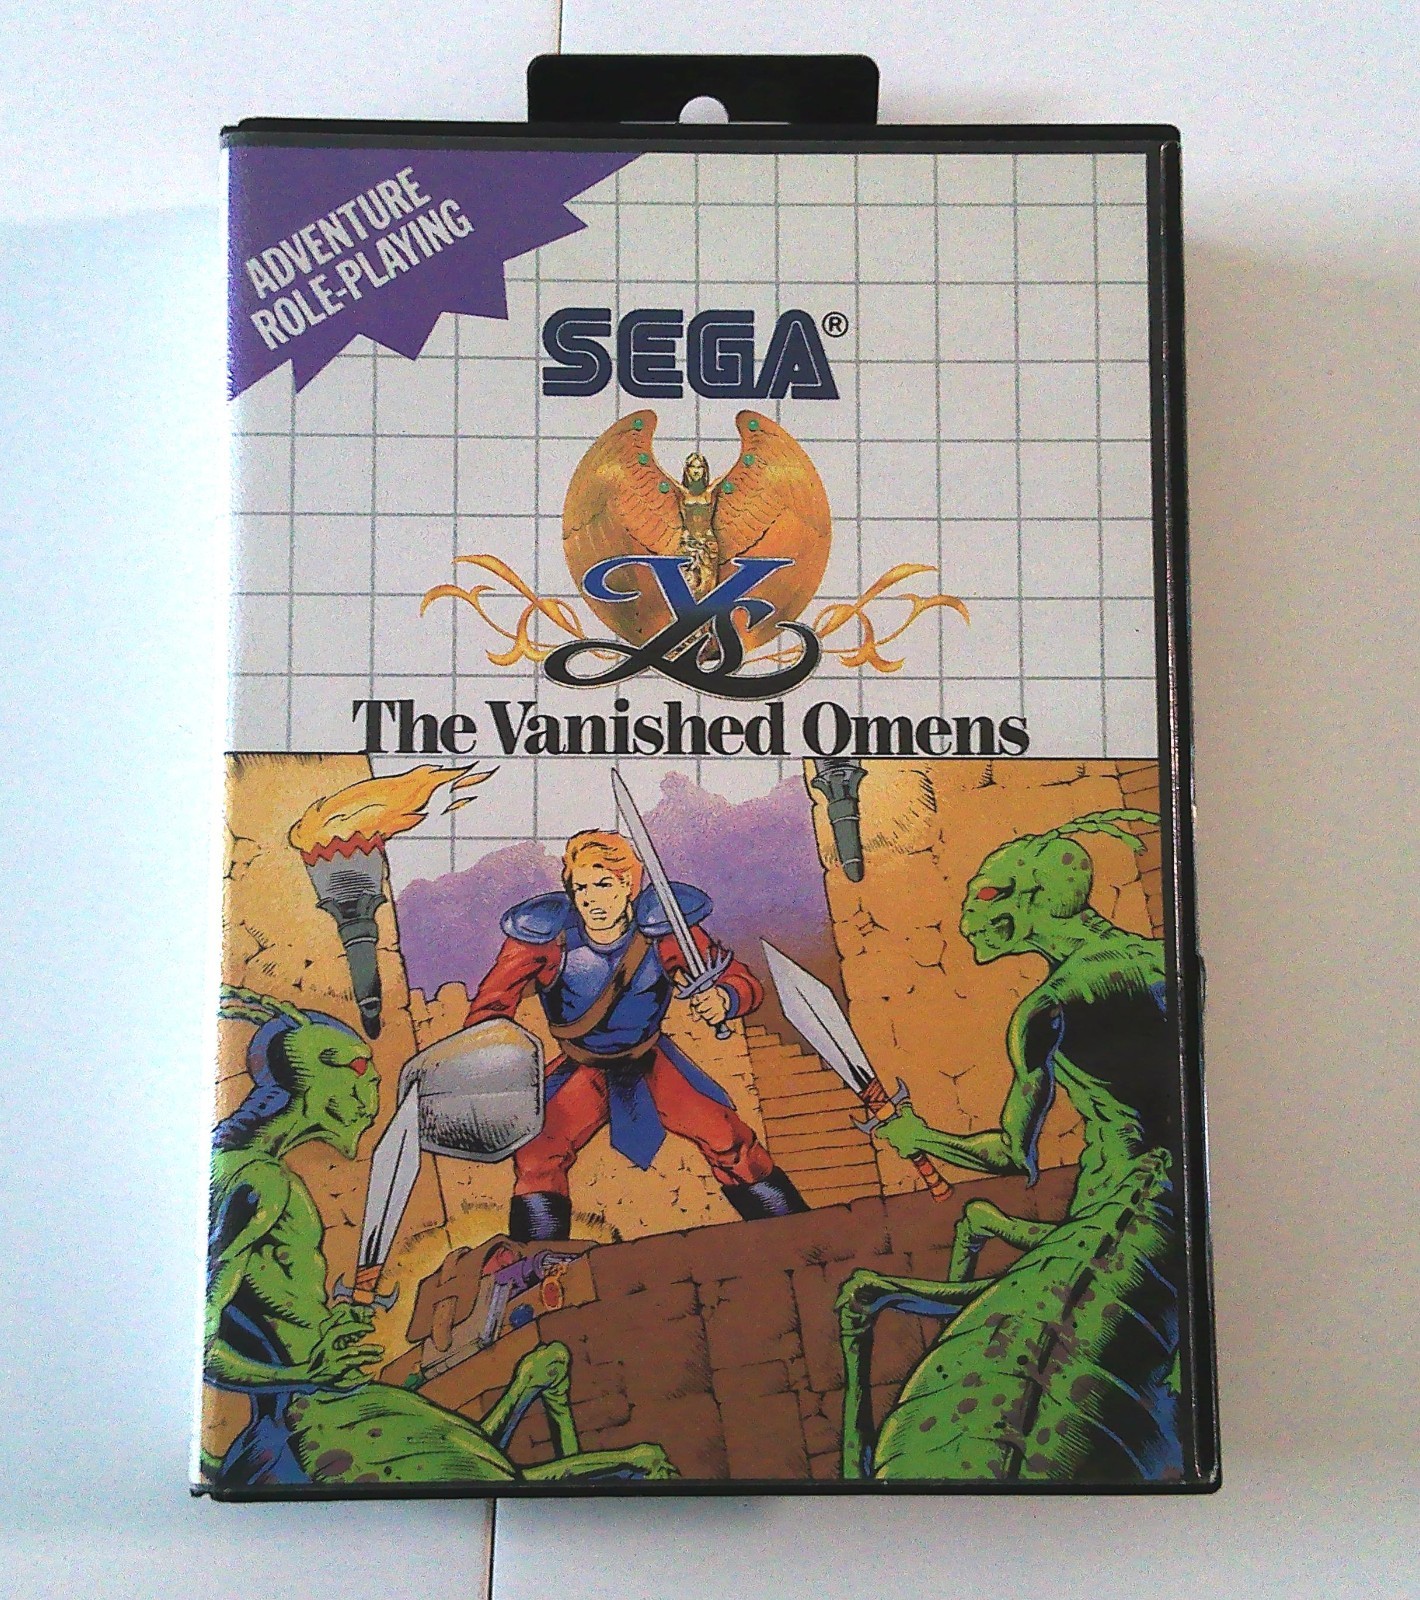 ADVENTURE
ROLE-PLAYING
SEGA®
Ys
The Vanished Omens